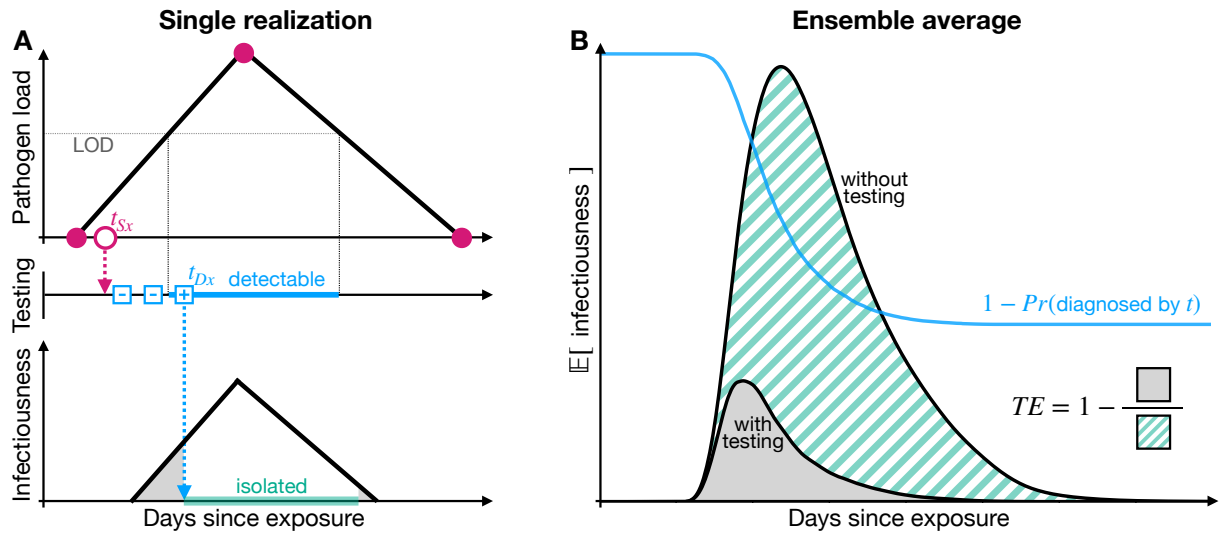 Single realization
A
Pathogen load
LOD
t_Sx
Testing
t_Dx
detectable
-
-
+
Infectiousness
isolated
Days since exposure
Ensemble average
B
𝔼[ infectiousness ]
without
testing
1 − Pr(diagnosed by t)
with
testing
TE = 1 −
Days since exposure